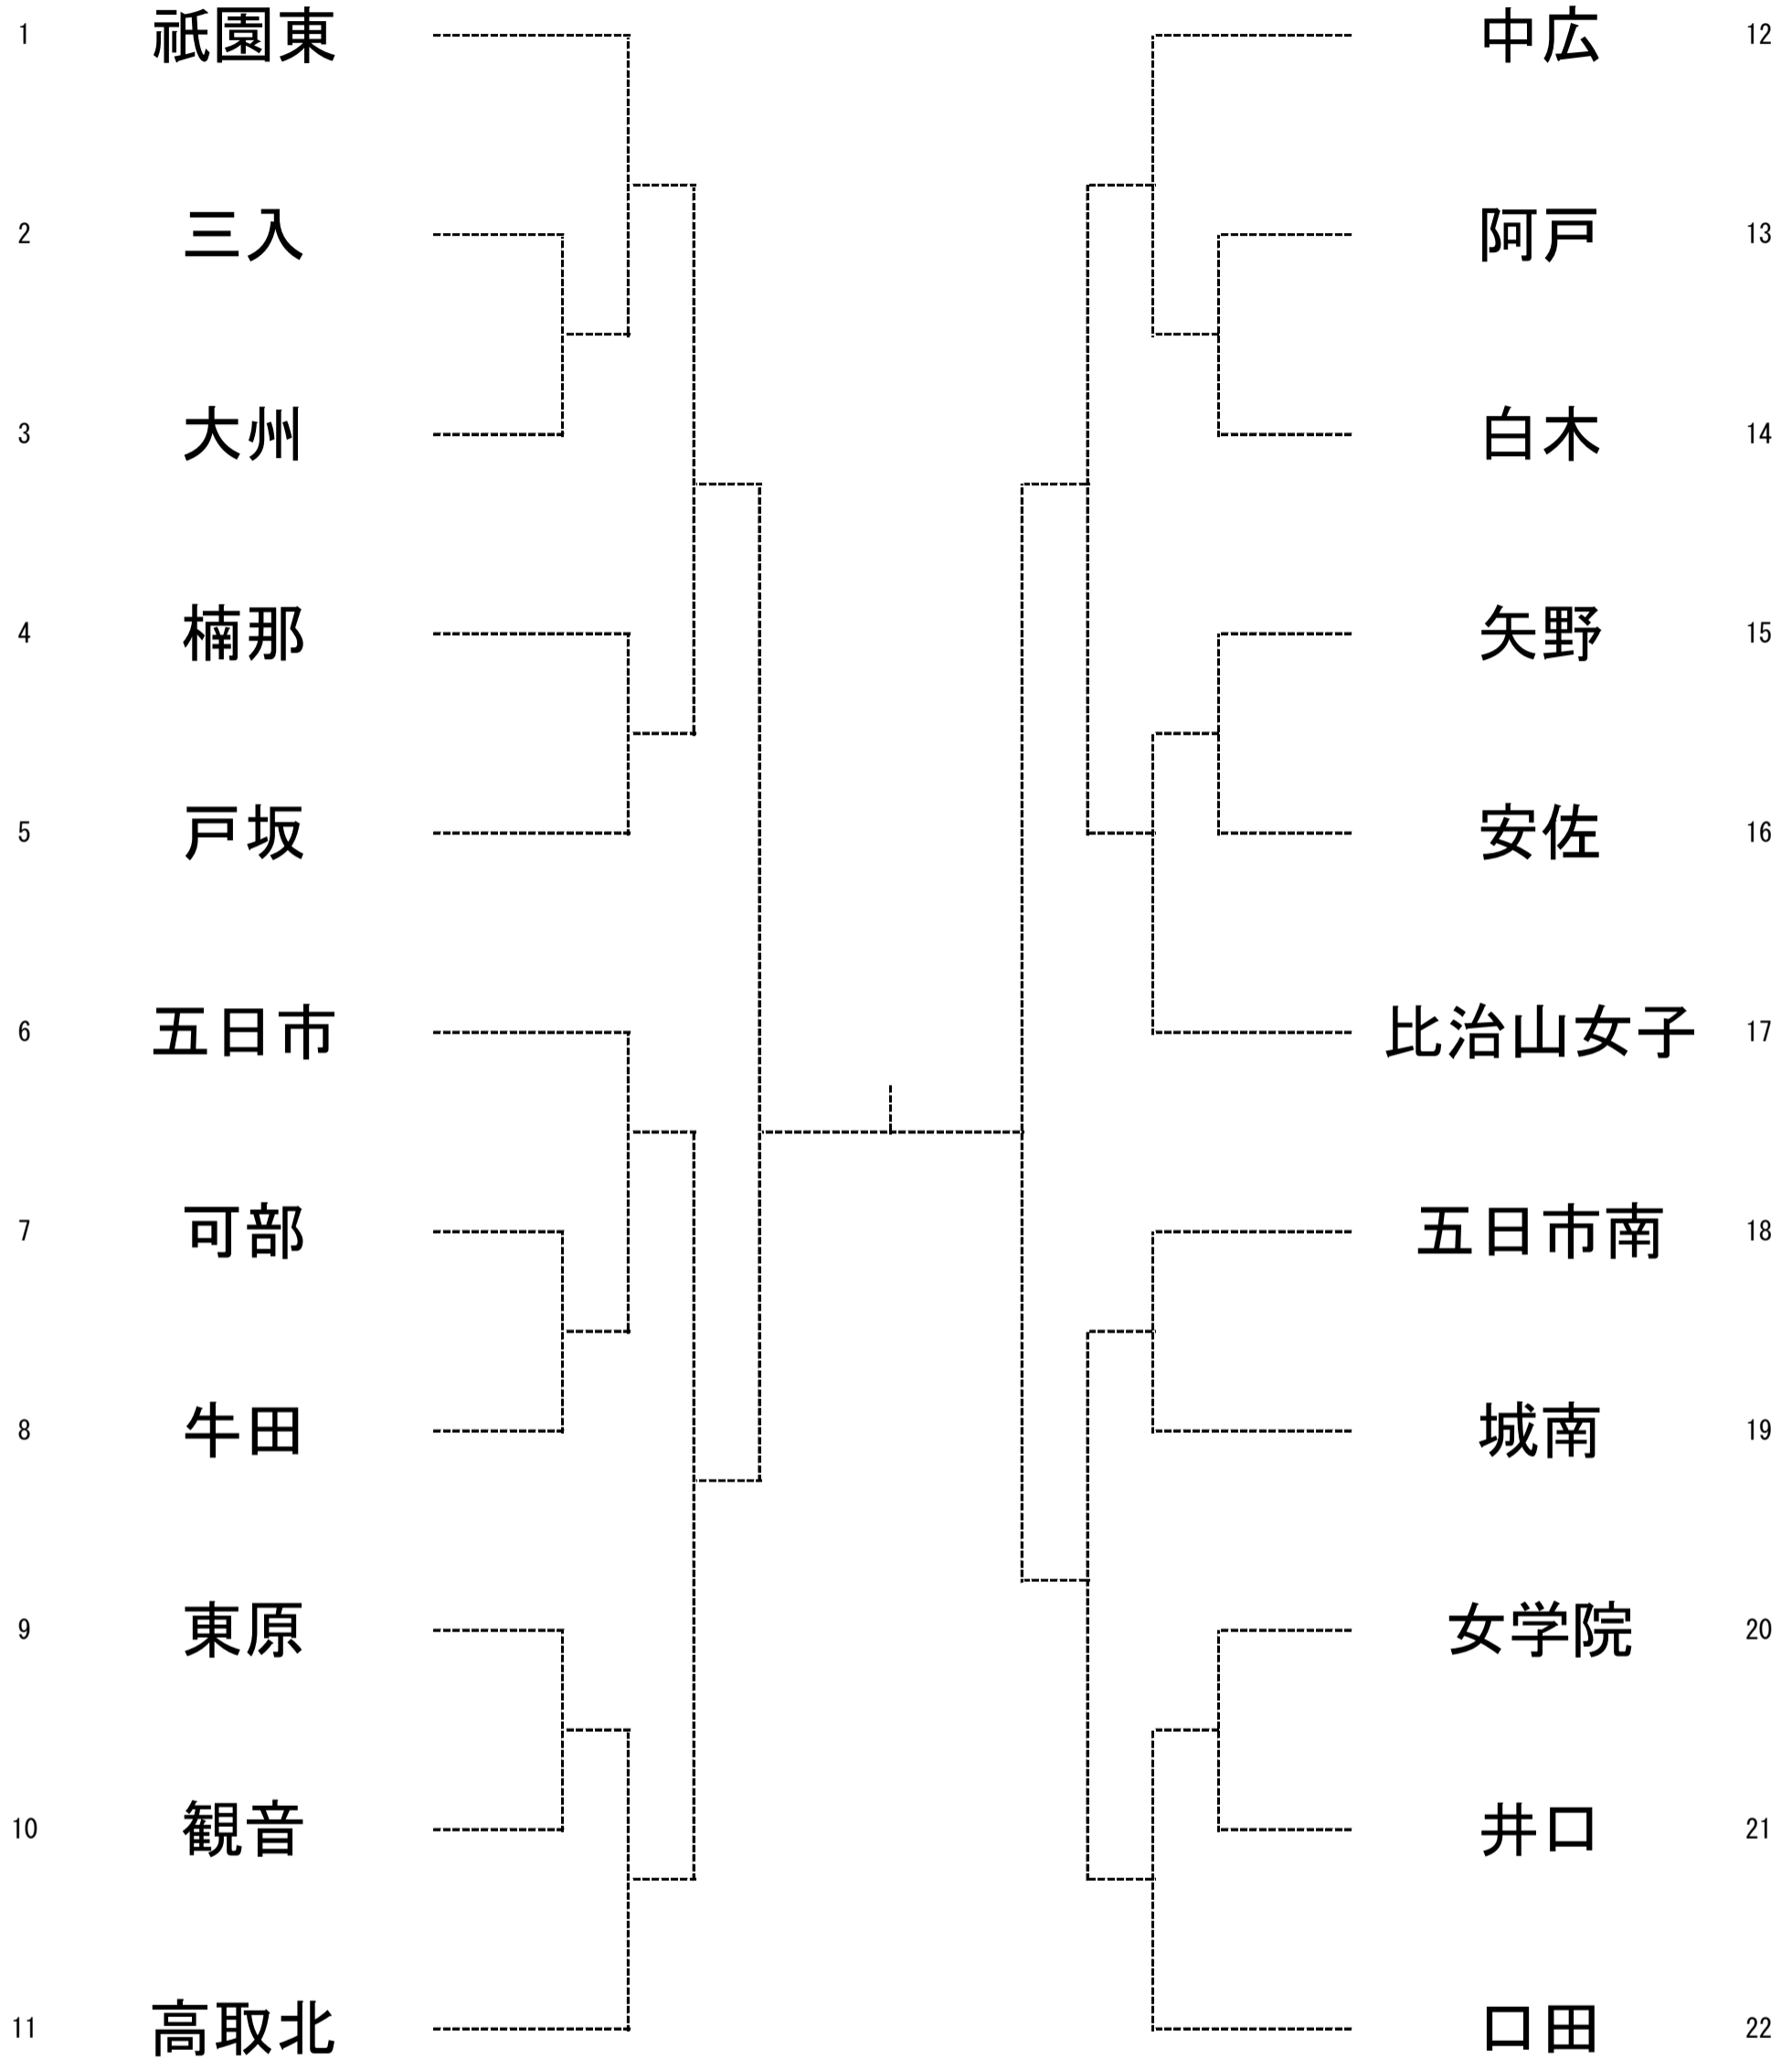 1 祇園東 中広 12
2 三入 阿戸 13
3 大州 白木 14
4 楠那 矢野 15
5 戸坂 安佐 16
6 五日市 比治山女子 17
7 可部 五日市南 18
8 牛田 城南 19
9 東原 女学院 20
10 観音 井口 21
11 高取北 口田 22